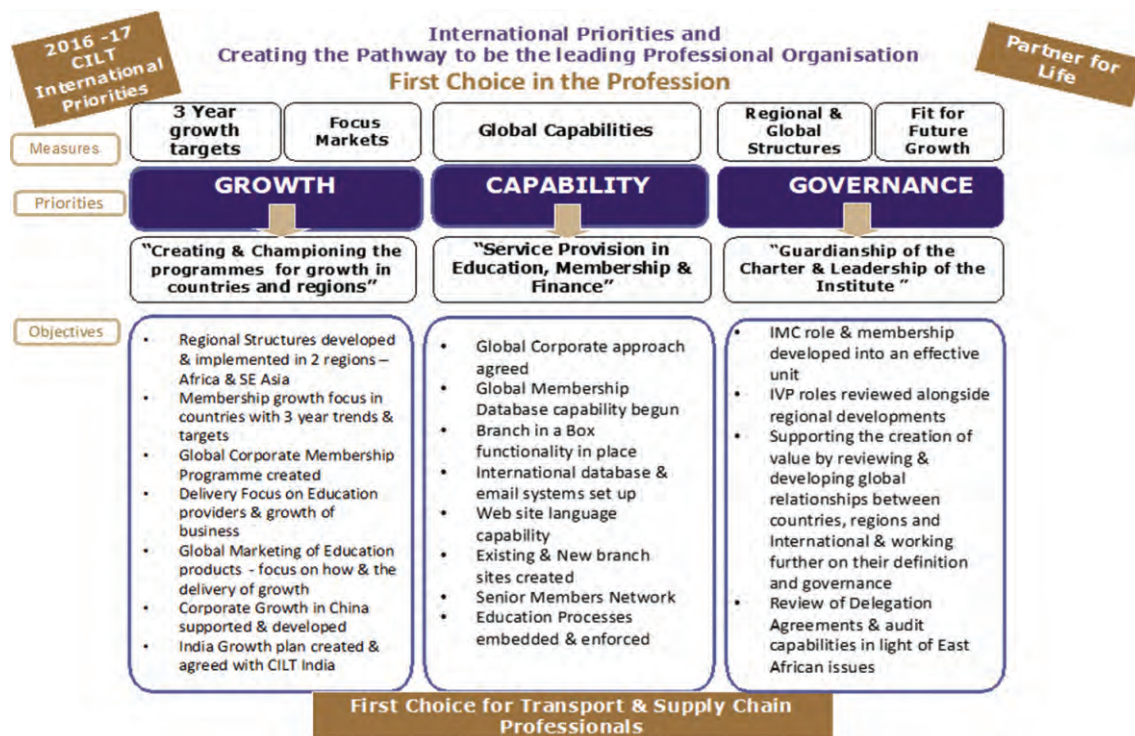 2016 -17
CILT
International
Priorities
International Priorities and
Creating the Pathway to be the leading Professional Organisation
First Choice in the Profession
Partner for
Life
Measures
3 Year
growth
targets
Focus
Markets
Global Capabilities
Regional &
Global
Structures
Fit for
Future
Growth
Priorities
GROWTH
CAPABILITY
GOVERNANCE
“Creating & Championing the
programmes for growth in
countries and regions”
“Service Provision in
Education, Membership &
Finance”
“Guardianship of the
Charter & Leadership of the
Institute ”
Objectives
• Regional Structures developed
& implemented in 2 regions –
Africa & SE Asia
• Membership growth focus in
countries with 3 year trends &
targets
• Global Corporate Membership
Programme created
• Delivery Focus on Education
providers & growth of
business
• Global Marketing of Education
products - focus on how & the
delivery of growth
• Corporate Growth in China
supported & developed
• India Growth plan created &
agreed with CILT India
• Global Corporate approach
agreed
• Global Membership
Database capability begun
• Branch in a Box
functionality in place
• International database &
email systems set up
• Web site language
capability
• Existing & New branch
sites created
• Senior Members Network
• Education Processes
embedded & enforced
• IMC role & membership
developed into an effective
unit
• IVP roles reviewed alongside
regional developments
• Supporting the creation of
value by reviewing &
developing global
relationships between
countries, regions and
International & working
further on their definition
and governance
• Review of Delegation
Agreements & audit
capabilities in light of East
African issues
First Choice for Transport & Supply Chain
Professionals